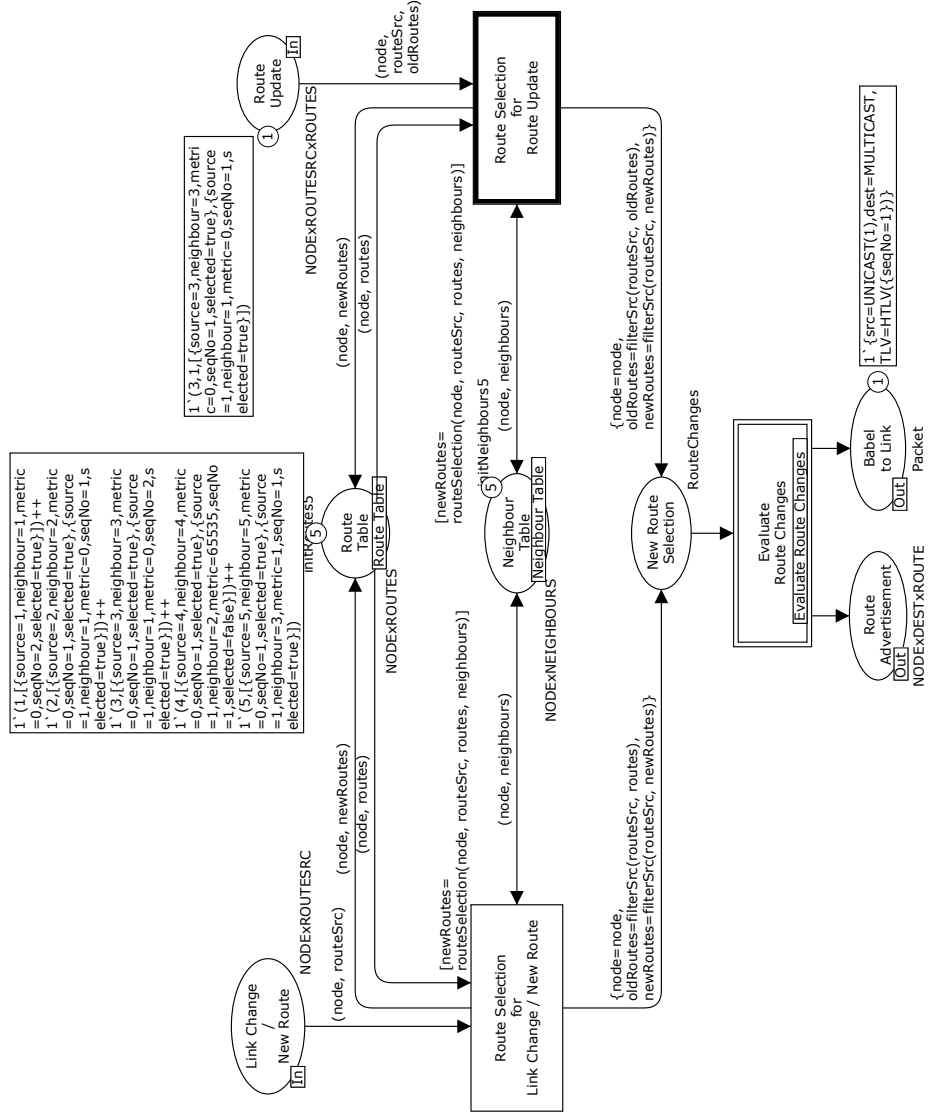 Link Change
/
New Route
In
NODExROUTESRC
(node, routeSrc)
1`(1,[{source=1,neighbour=1,metric
=0,seqNo=2,selected=true}])++
1`(2,[{source=2,neighbour=2,metric
=0,seqNo=1,selected=true},{source
=1,neighbour=1,metric=0,seqNo=1,s
elected=true}])++
1`(3,[{source=3,neighbour=3,metric
=0,seqNo=1,selected=true},{source
=1,neighbour=1,metric=0,seqNo=2,s
elected=true}])++
1`(4,[{source=4,neighbour=4,metric
=0,seqNo=1,selected=true},{source
=1,neighbour=2,metric=65535,seqNo
=1,selected=false}])++
1`(5,[{source=5,neighbour=5,metric
=0,seqNo=1,selected=true},{source
=1,neighbour=3,metric=1,seqNo=1,s
elected=true}])
5
Route
Table
Route Table
NODExROUTES
1`(3,1,[{source=3,neighbour=3,metri
c=0,seqNo=1,selected=true},{source
=1,neighbour=1,metric=0,seqNo=1,s
elected=true}])
1
Route
Update
In
NODExROUTESRCxROUTES
(node,
routeSrc,
oldRoutes)
(node, newRoutes)
(node, routes)
(node, newRoutes)
(node, routes)
[newRoutes=
routeSelection(node, routeSrc, routes, neighbours)]
[newRoutes=
routeSelection(node, routeSrc, routes, neighbours)]
Route Selection
for
Link Change / New Route
(node, neighbours)
5
initNeighbours5
Neighbour
Table
Neighbour Table
NODExNEIGHBOURS
(node, neighbours)
Route Selection
for
Route Update
{node=node,
oldRoutes=filterSrc(routeSrc, routes),
newRoutes=filterSrc(routeSrc, newRoutes)}
New Route
Selection
RouteChanges
{node=node,
oldRoutes=filterSrc(routeSrc, oldRoutes),
newRoutes=filterSrc(routeSrc, newRoutes)}
Evaluate
Route Changes
Evaluate Route Changes
Route
Advertisement
Out
NODExDESTxROUTE
Babel
to Link
Out
Packet
1
1`{src=UNICAST(1),dest=MULTICAST,
TLV=HTLV({seqNo=1})}